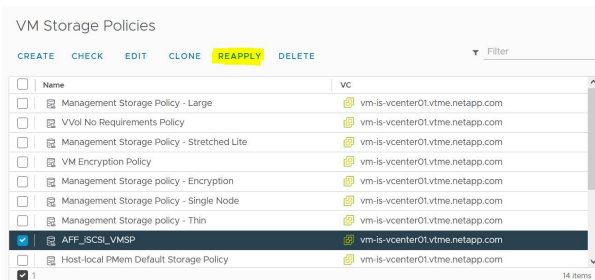 VM Storage Policies
CREATE CHECK EDIT CLONE REAPPLY DELETE Filter
Name VC
Management Storage Policy - Large vm-is-vcenter01.vtme.netapp.com
VVol No Requirements Policy vm-is-vcenter01.vtme.netapp.com
Management Storage Policy - Stretched Lite vm-is-vcenter01.vtme.netapp.com
VM Encryption Policy vm-is-vcenter01.vtme.netapp.com
Management Storage policy - Encryption vm-is-vcenter01.vtme.netapp.com
Management Storage Policy - Single Node vm-is-vcenter01.vtme.netapp.com
Management Storage policy - Thin vm-is-vcenter01.vtme.netapp.com
AFF_iSCSI_VMSP vm-is-vcenter01.vtme.netapp.com
Host-local PMem Default Storage Policy vm-is-vcenter01.vtme.netapp.com
1 14 items